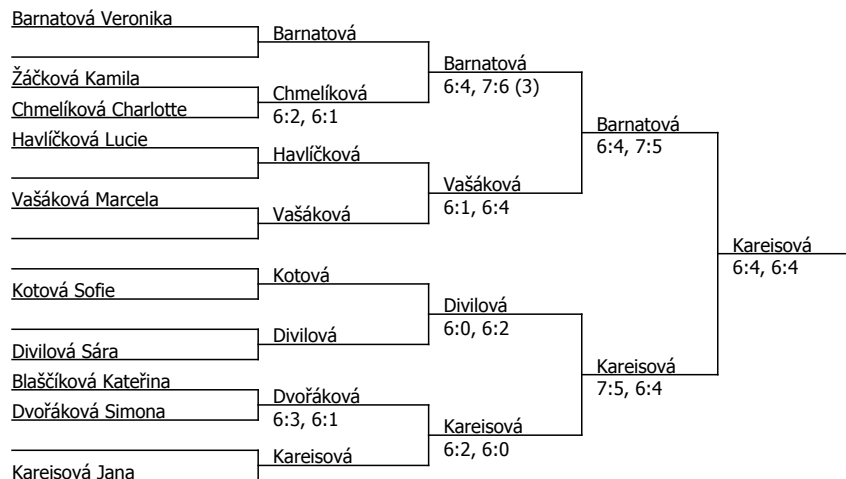 Barnatová Veronika
Barnatová
Barnatová
6:4, 7:6 (3)
Žáčková Kamila
Chmelíková
6:2, 6:1
Chmelíková Charlotte
Barnatová
6:4, 7:5
Havlíčková Lucie
Havlíčková
Vašáková
6:1, 6:4
Vašáková Marcela
Vašáková
Kareisová
6:4, 6:4
Kotová
Kotová Sofie
Divilová
6:0, 6:2
Divilová
Divilová Sára
Kareisová
7:5, 6:4
Blaščíková Kateřina
Dvořáková
6:3, 6:1
Dvořáková Simona
Kareisová
6:2, 6:0
Kareisová
Kareisová Jana